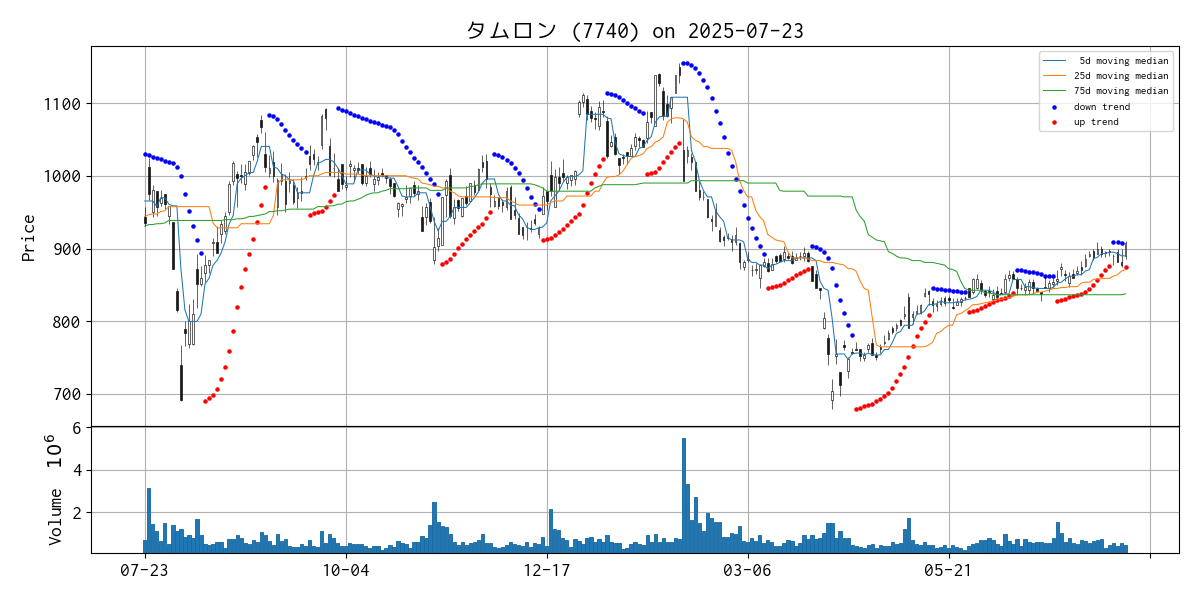 タムロン (7740) on 2025-07-23
5d moving median
25d moving median
75d moving median
down trend
up trend
Price
1100
1000
900
800
700
Volume 10^6
6
4
2
07-23
10-04
12-17
03-06
05-21